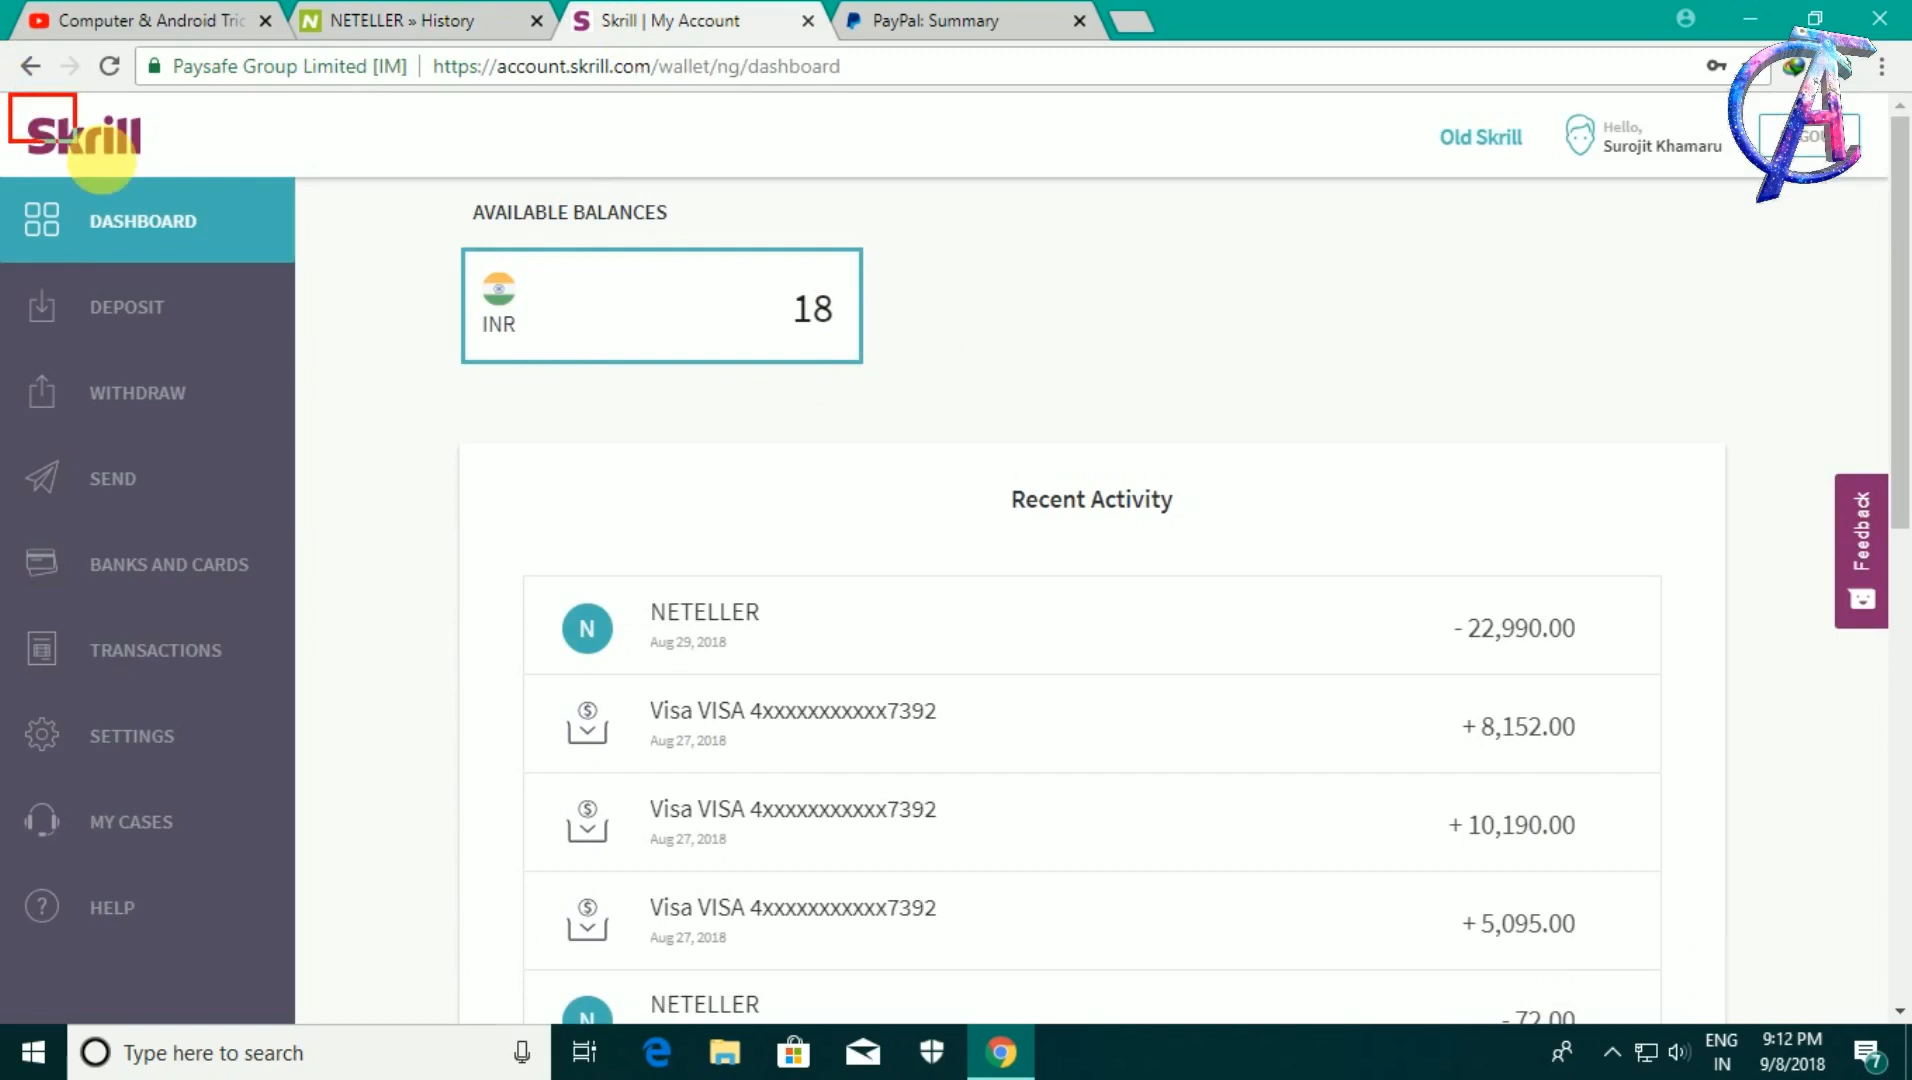 Computer & Android Tric
NETELLER » History
Skrill | My Account
PayPal: Summary
Paysafe Group Limited [IM]
https://account.skrill.com/wallet/ng/dashboard
Skrill
Old Skrill
Hello,
Surojit Khamaru
DASHBOARD
DEPOSIT
WITHDRAW
SEND
BANKS AND CARDS
TRANSACTIONS
SETTINGS
MY CASES
HELP
AVAILABLE BALANCES
INR
18
Recent Activity
N
NETELLER
Aug 29, 2018
- 22,990.00
Visa VISA 4xxxxxxxxxxx7392
Aug 27, 2018
+ 8,152.00
Visa VISA 4xxxxxxxxxxx7392
Aug 27, 2018
+ 10,190.00
Visa VISA 4xxxxxxxxxxx7392
Aug 27, 2018
+ 5,095.00
N
NETELLER
- 72.00
Feedback
Type here to search
ENG
IN
9:12 PM
9/8/2018
7